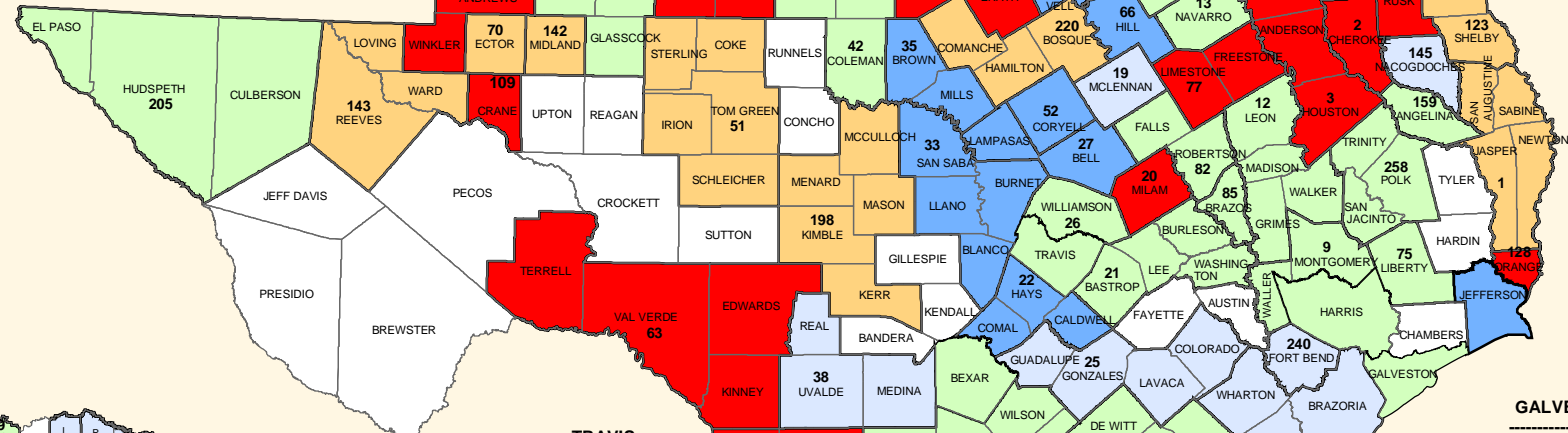 ANDREWS
RUSK
13
NAVARRO
66
HILL
EL PASO
LOVING
WINKLER
70
ECTOR
142
MIDLAND
GLASSCOCK
STERLING
COKE
RUNNELS
42
COLEMAN
35
BROWN
COMANCHE
HAMILTON
220
BOSQUE
ANDERSON
2
CHEROKEE
123
SHELBY
145
NACOGDOCHES
LIMESTONE
77
FREESTONE
19
MCLENNAN
HUDSPETH
205
CULBERSON
143
REEVES
WARD
109
CRANE
UPTON
REAGAN
IRION
TOM GREEN
51
CONCHO
MCCULLOCH
MILLS
33
SAN SABA
LAMPASAS
52
CORYELL
27
BELL
FALLS
12
LEON
3
HOUSTON
159
ANGELINA
SAN
AUGUSTINE
SABINE
NEWTON
JASPER
1
TRINITY
258
POLK
TYLER
ROBERTSON
82
MADISON
20
MILAM
85
BRAZOS
WALKER
SAN
JACINTO
JEFF DAVIS
PECOS
CROCKETT
SCHLEICHER
MENARD
MASON
LLANO
BURNET
WILLIAMSON
26
BURLESON
GRIMES
9
MONTGOMERY
75
LIBERTY
HARDIN
128
ORANGE
SUTTON
198
KIMBLE
GILLESPIE
BLANCO
TRAVIS
21
BASTROP
LEE
WASHING
TON
WALLER
TERRELL
PRESIDIO
BREWSTER
VAL VERDE
63
EDWARDS
KERR
REAL
BANDERA
KENDALL
22
HAYS
COMAL
CALDWELL
FAYETTE
AUSTIN
HARRIS
CHAMBERS
JEFFERSON
KINNEY
38
UVALDE
MEDINA
BEXAR
GUADALUPE
25
GONZALES
LAVACA
COLORADO
240
FORT BEND
GALVESTON
WHARTON
BRAZORIA
WILSON
DE WITT
TRAVIS
GALVE